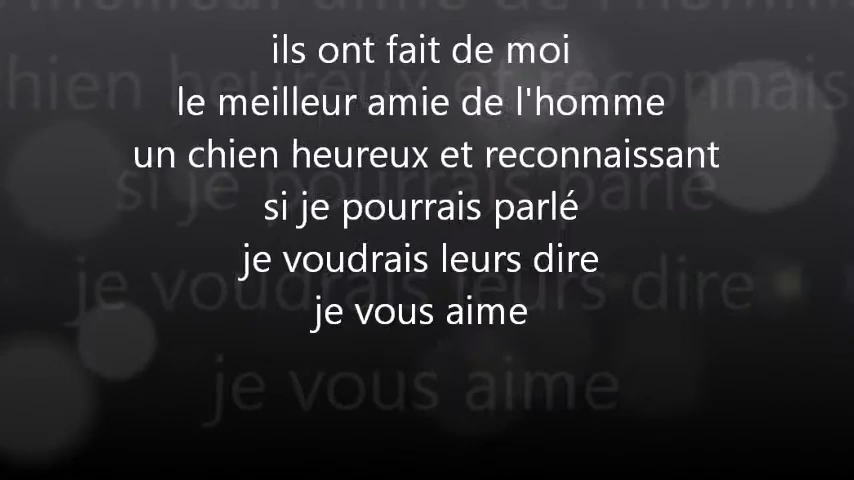 ils ont fait de moi
le meilleur amie de l'homme
un chien heureux et reconnaissant
si je pourrais parlé
je voudrais leurs dire
je vous aime